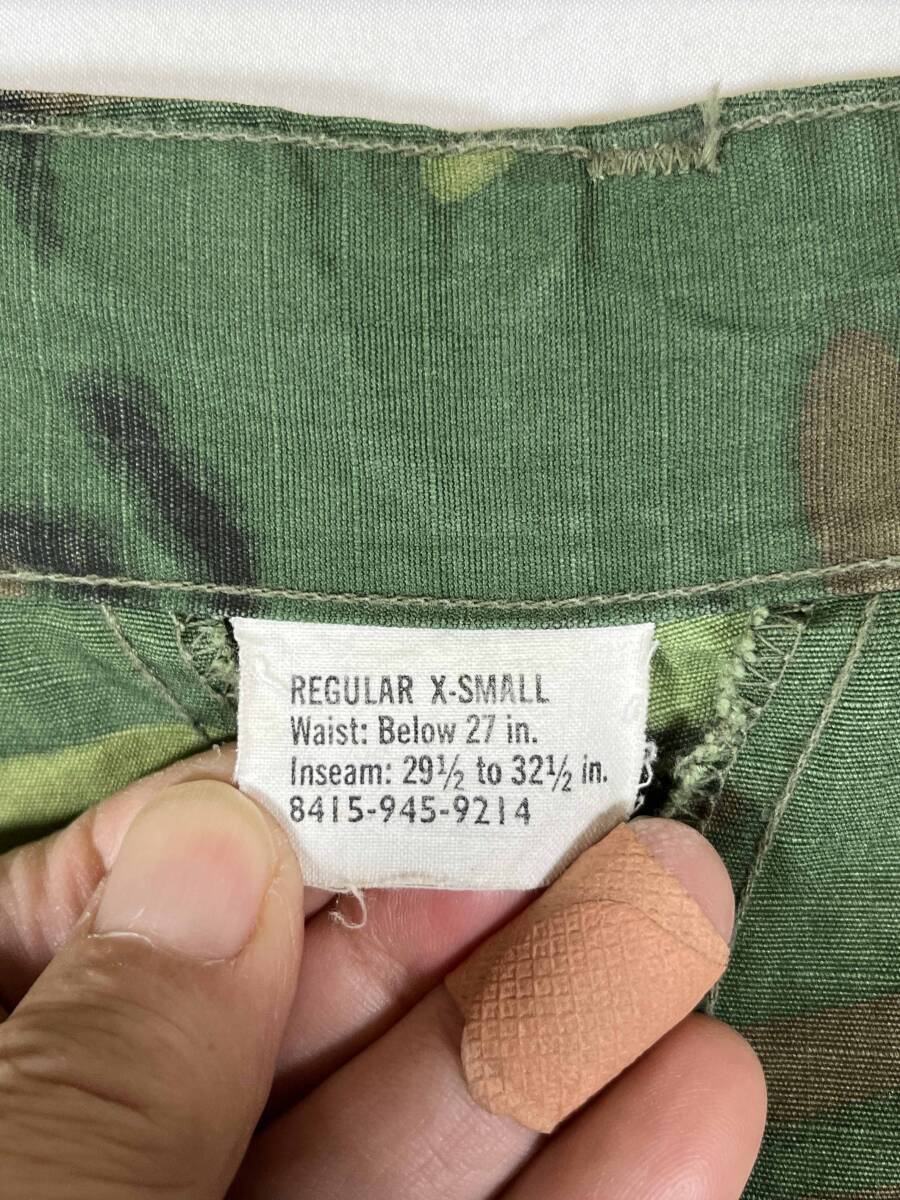 REGULAR X-SMALL
Waist: Below 27 in.
Inseam: 29½ to 32½ in.
8415-945-9214